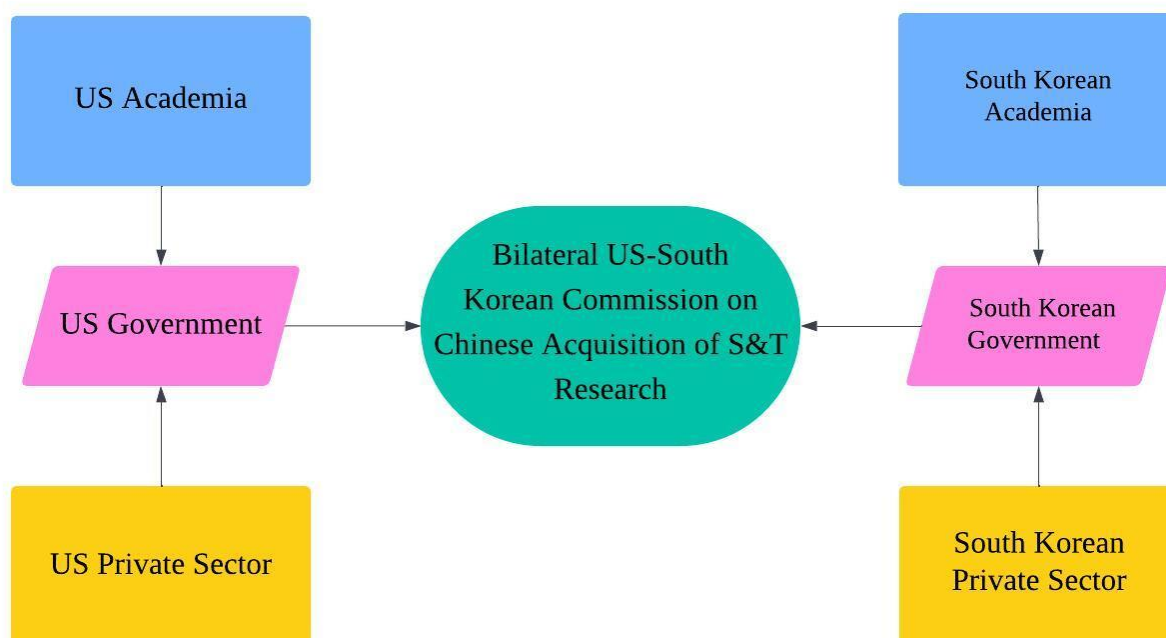 US Academia
South Korean
Academia
Bilateral US-South
Korean Commission on
Chinese Acquisition of S&T
Research
US Government
South Korean
Government
US Private Sector
South Korean
Private Sector